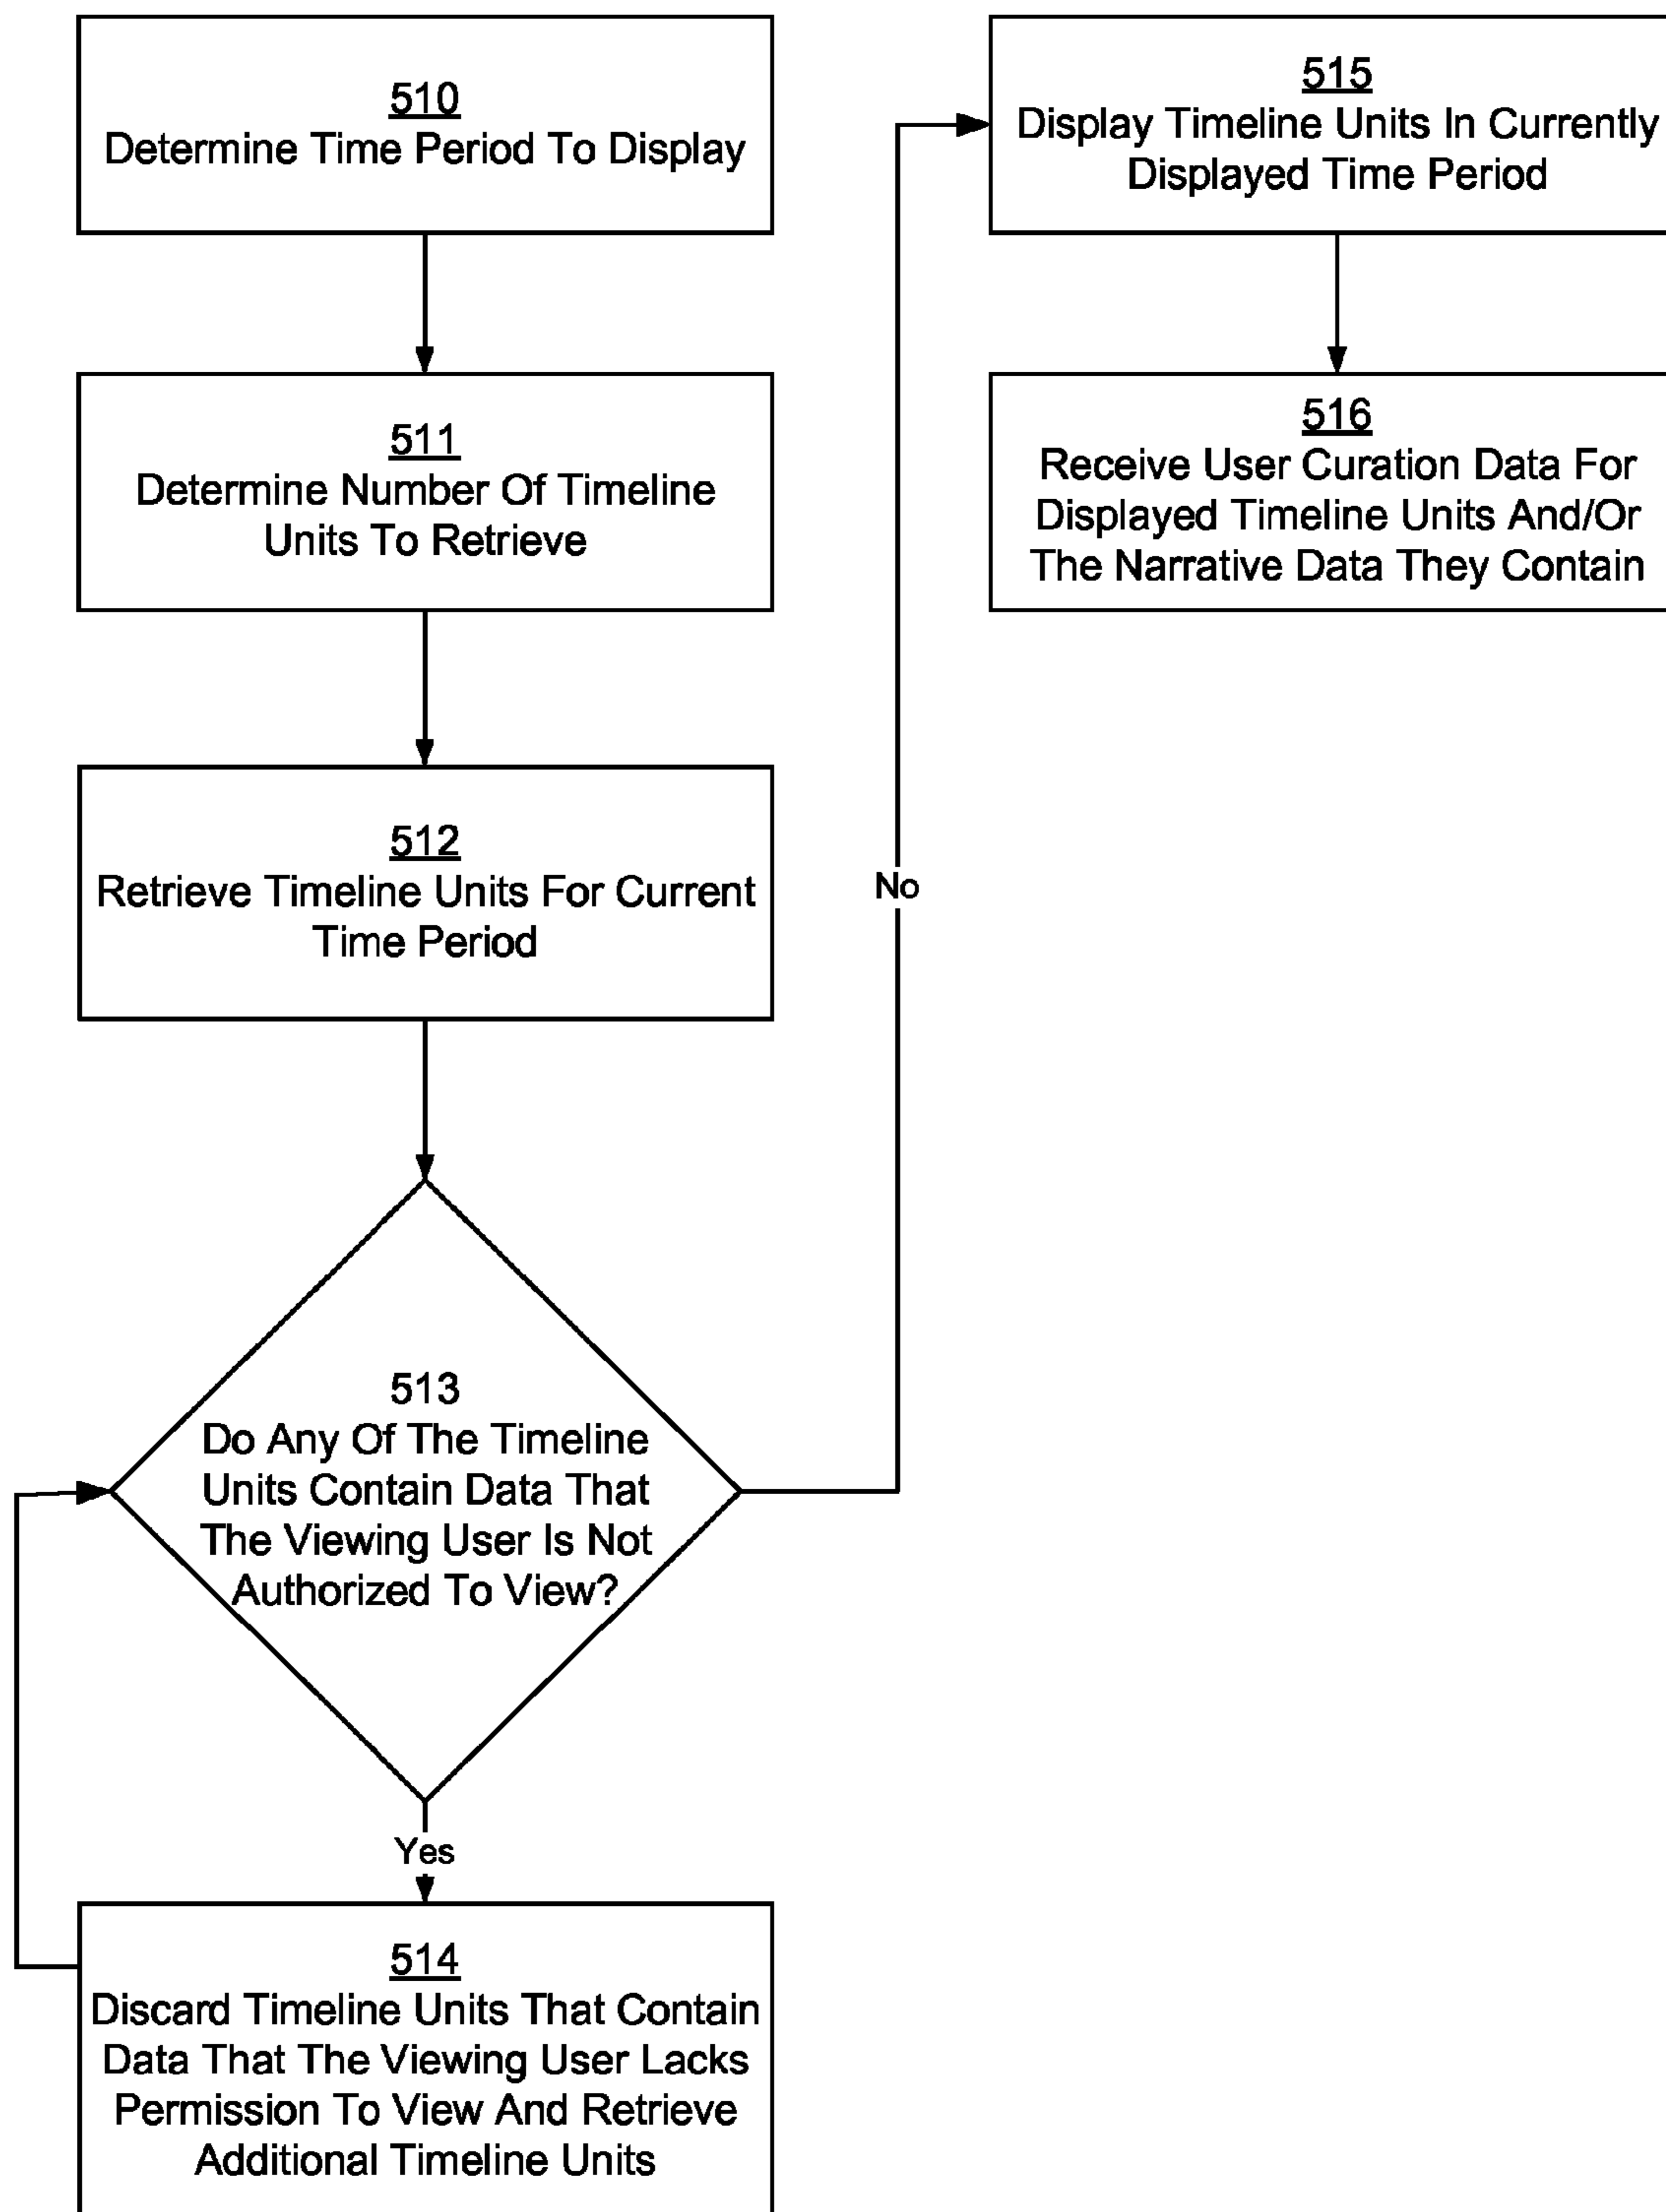 510
Determine Time Period To Display
511
Determine Number Of Timeline
Units To Retrieve
512
Retrieve Timeline Units For Current
Time Period
513
Do Any Of The Timeline
Units Contain Data That
The Viewing User Is Not
Authorized To View?
Yes
514
Discard Timeline Units That Contain
Data That The Viewing User Lacks
Permission To View And Retrieve
Additional Timeline Units
No
515
Display Timeline Units In Currently
Displayed Time Period
516
Receive User Curation Data For
Displayed Timeline Units And/Or
The Narrative Data They Contain